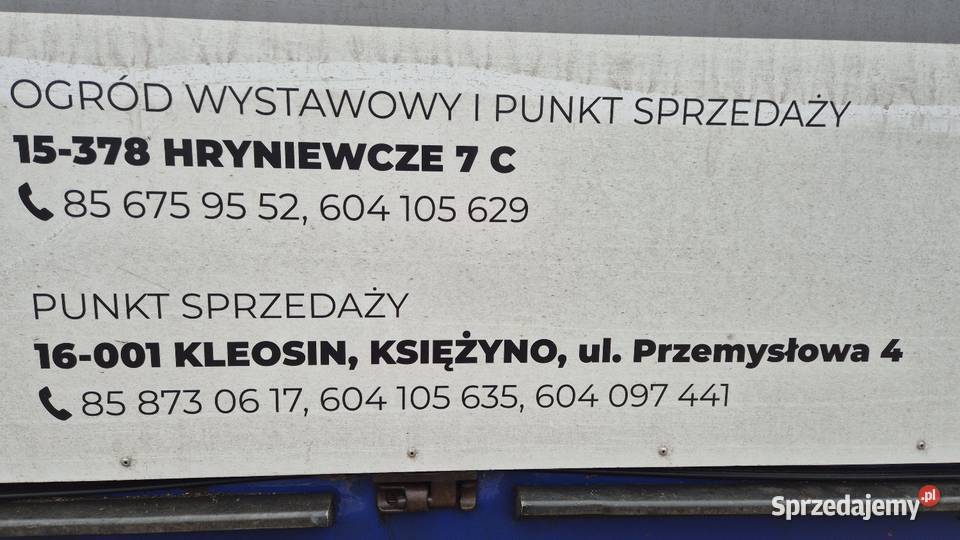 OGRÓD WYSTAWOWY I PUNKT SPRZEDAŻY
15-378 HRYNIEWCZE 7 C
85 675 95 52, 604 105 629
PUNKT SPRZEDAŻY
16-001 KLEOSIN, KSIĘŻYNO, ul. Przemysłowa 4
85 873 06 17, 604 105 635, 604 097 441
Sprzedajemy.pl